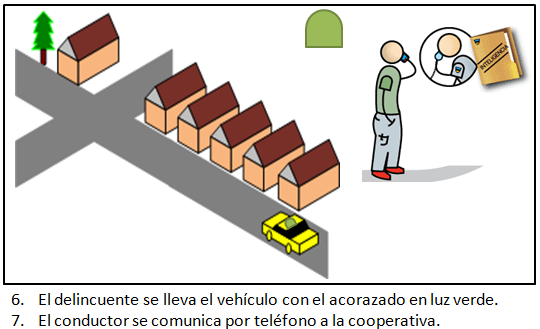 INTELIGENCIA
6. El delincuente se lleva el vehículo con el acorazado en luz verde.
7. El conductor se comunica por teléfono a la cooperativa.